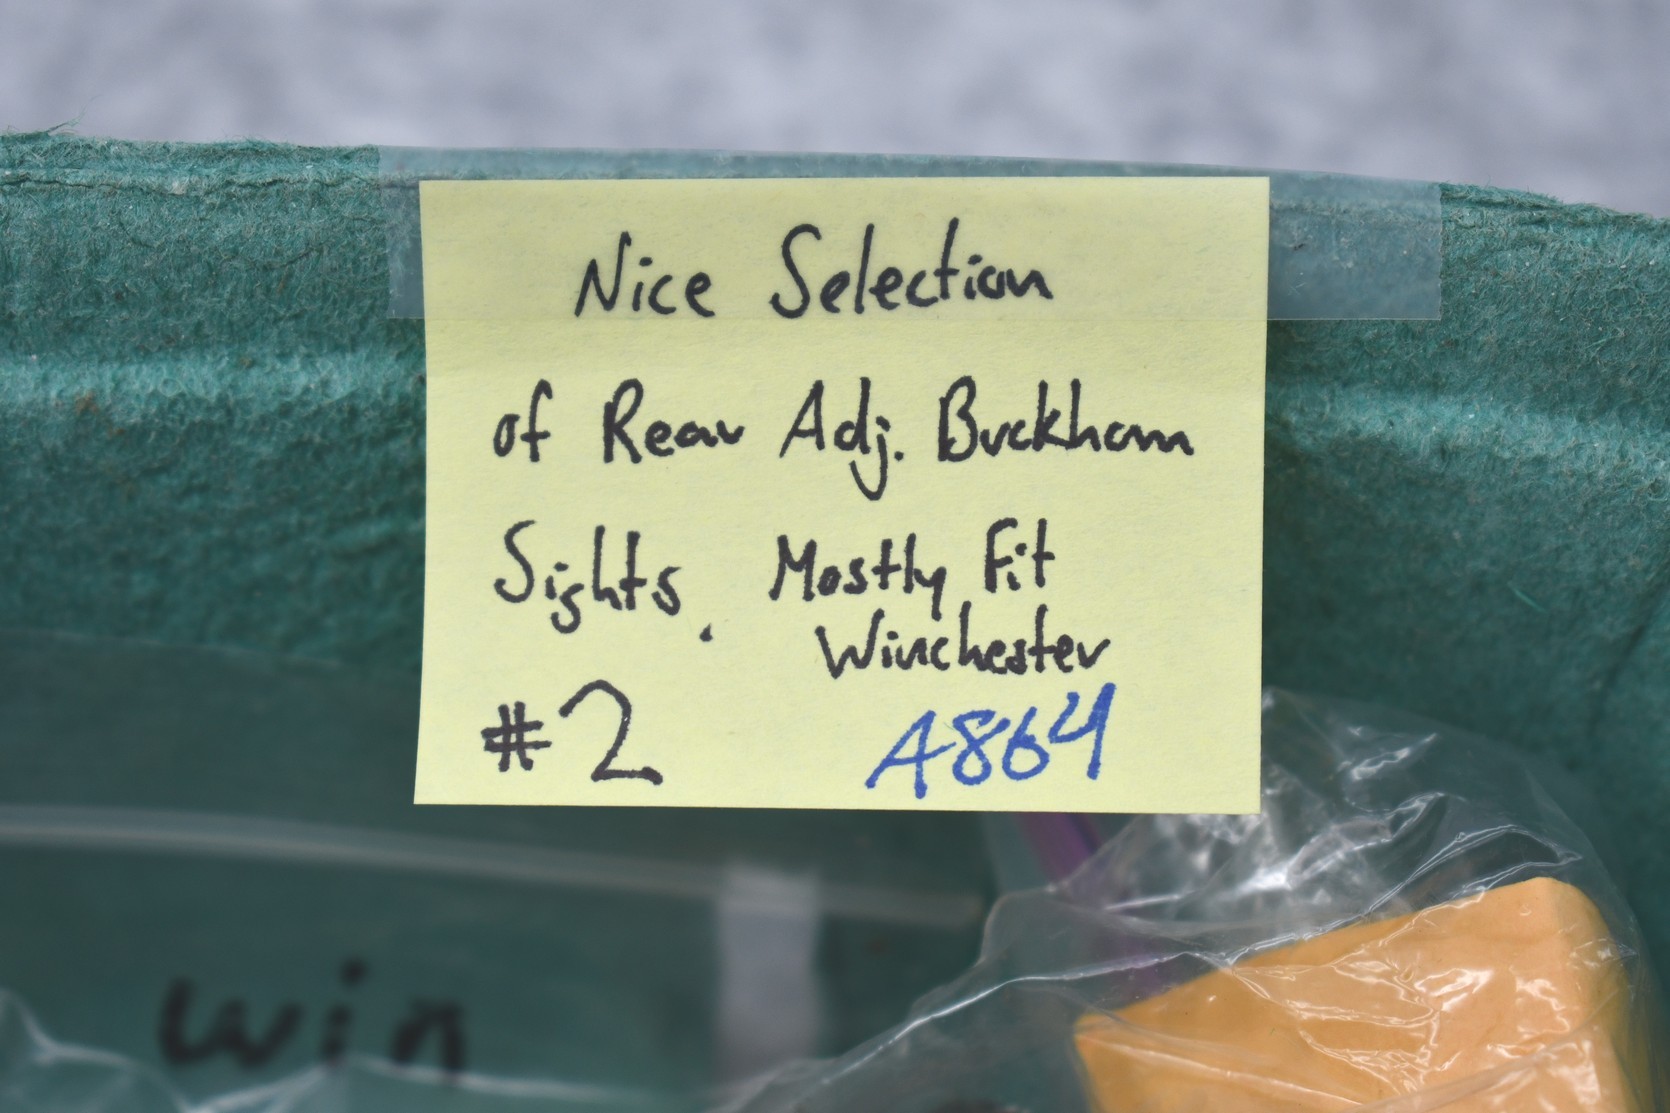 Nice Selection
of Rear Adj. Buckhorn
Sights. Mostly Fit
Winchester
#2 A864
win